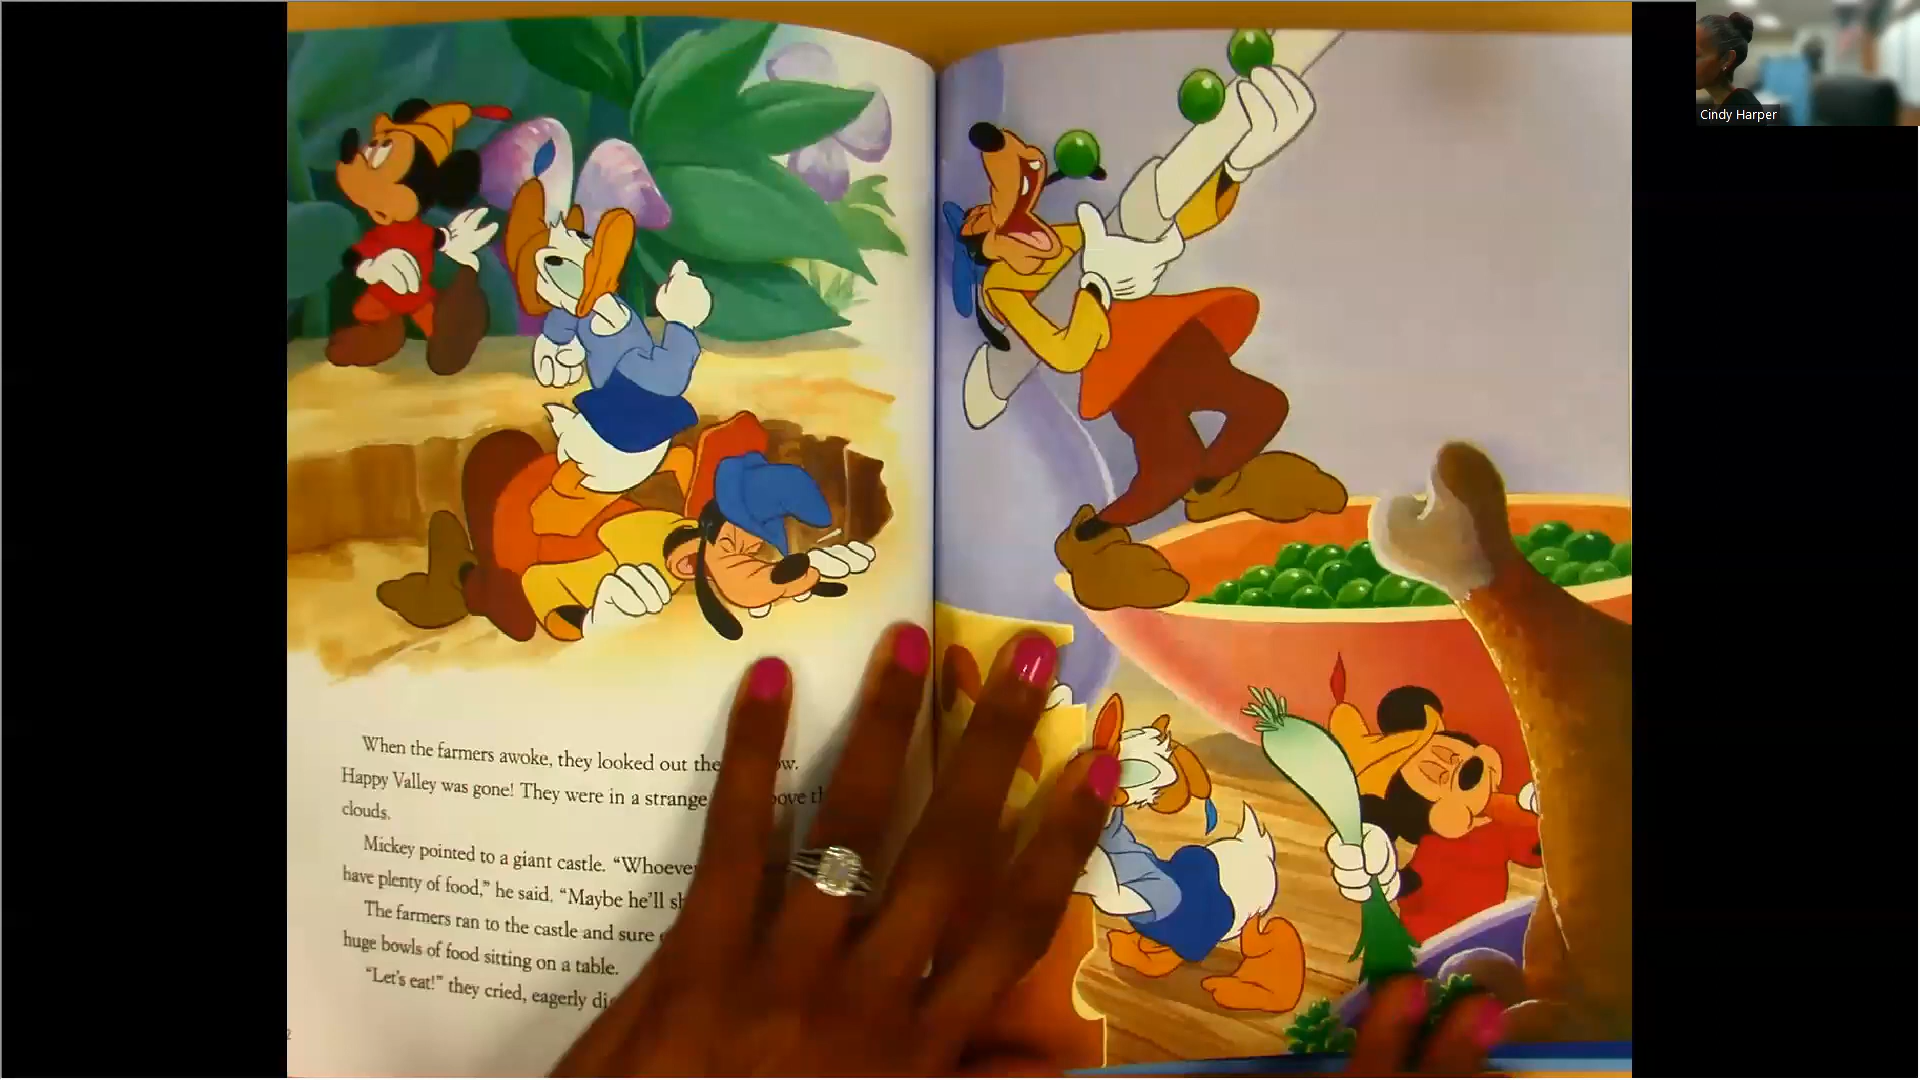 When the farmers awoke, they looked out the
Happy Valley was gone! They were in a strange
clouds.
Mickey pointed to a giant castle. “Whoever
have plenty of food,” he said. “Maybe he’ll
The farmers ran to the castle and sure
huge bowls of food sitting on a table.
“Let’s eat!” they cried, eagerly
Cindy Harper